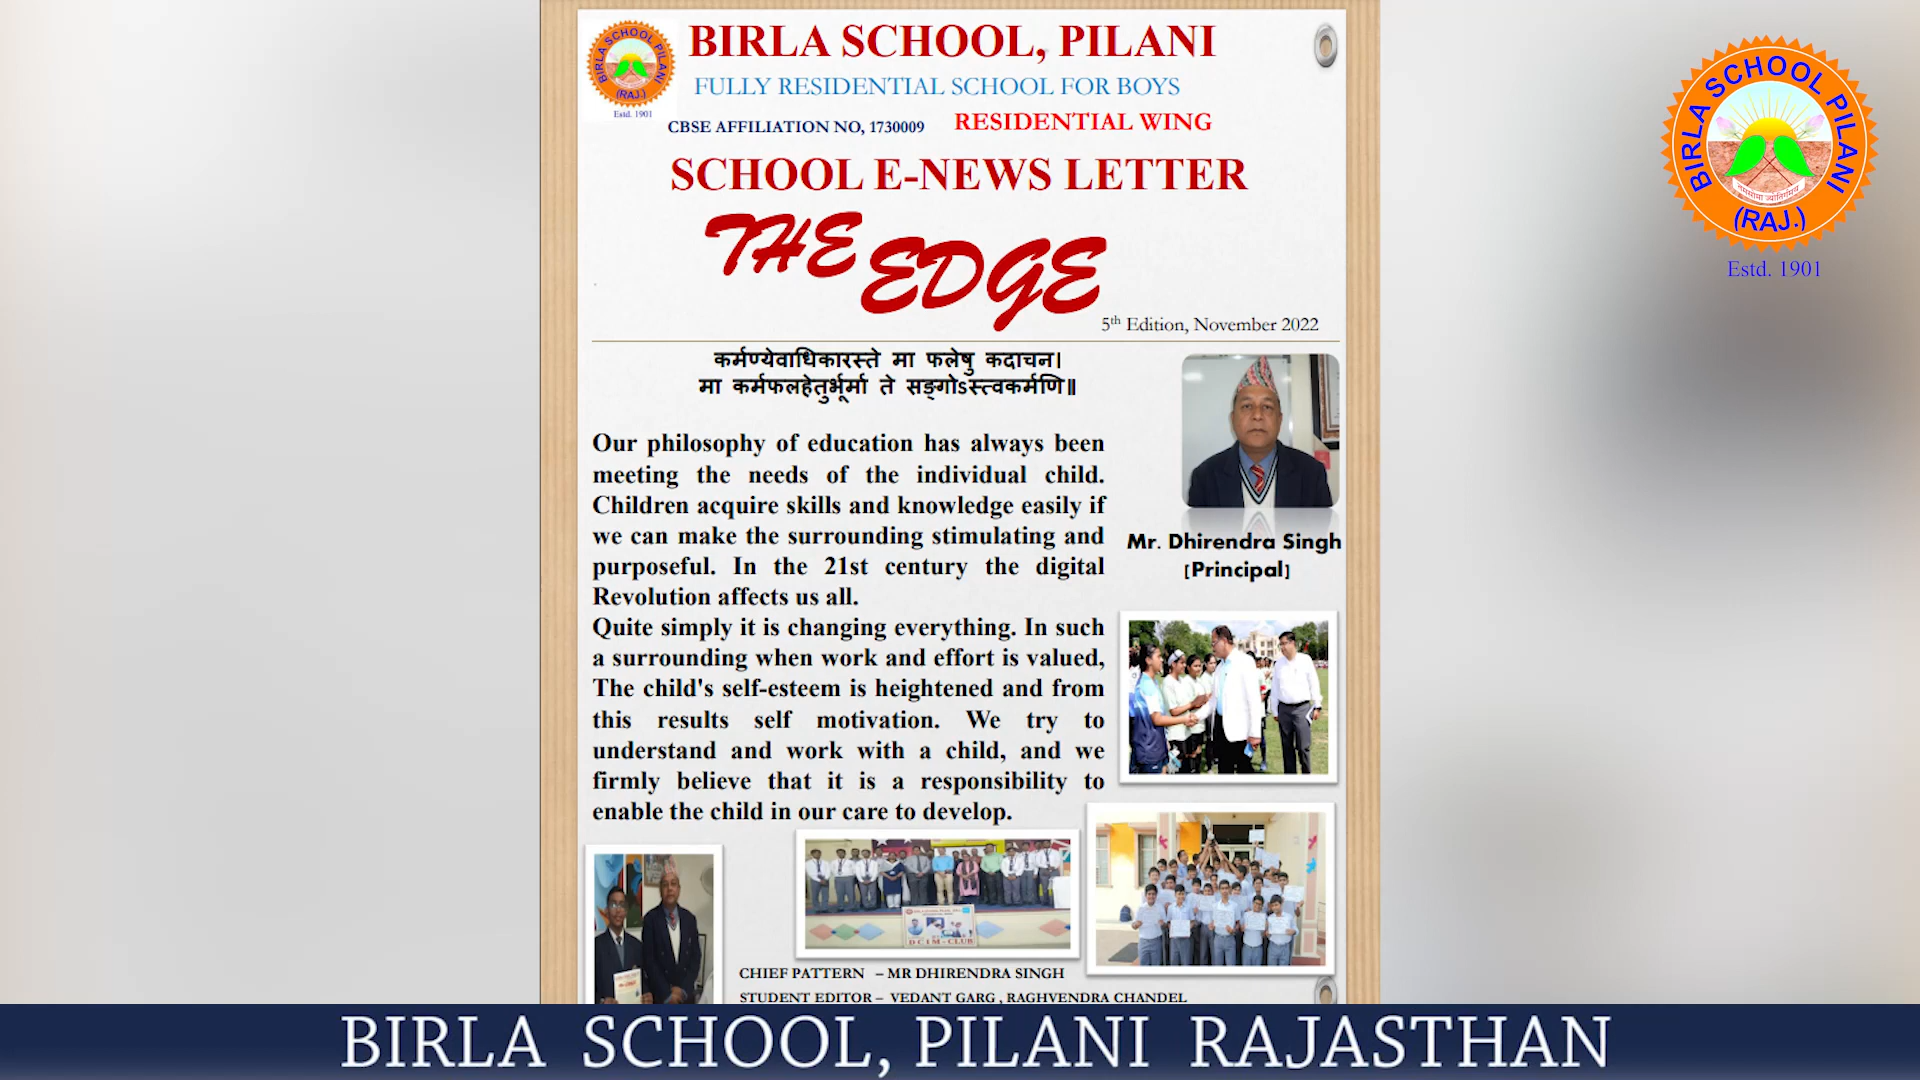 BIRLA SCHOOL, PILANI
FULLY RESIDENTIAL SCHOOL FOR BOYS
CBSE AFFILIATION NO, 1730009 RESIDENTIAL WING
BIRLA SCHOOL PILANI
(RAJ.)
Estd. 1901
SCHOOL E-NEWS LETTER
THE EDGE
5th Edition, November 2022
कर्मण्येवाधिकारस्ते मा फलेषु कदाचन।
मा कर्मफलहेतुर्भूर्मा ते सङ्गोऽस्त्वकर्मणि॥
Our philosophy of education has always been
meeting the needs of the individual child.
Children acquire skills and knowledge easily if
we can make the surrounding stimulating and
purposeful. In the 21st century the digital
Revolution affects us all.
Quite simply it is changing everything. In such
a surrounding when work and effort is valued,
The child's self-esteem is heightened and from
this results self motivation. We try to
understand and work with a child, and we
firmly believe that it is a responsibility to
enable the child in our care to develop.
Mr. Dhirendra Singh
[Principal]
D C I M - CLUB
CHIEF PATTERN – MR DHIRENDRA SINGH
STUDENT EDITOR – VEDANT GARG , RAGHVENDRA CHANDEL
BIRLA SCHOOL PILANI
(RAJ.)
Estd. 1901
BIRLA SCHOOL, PILANI RAJASTHAN